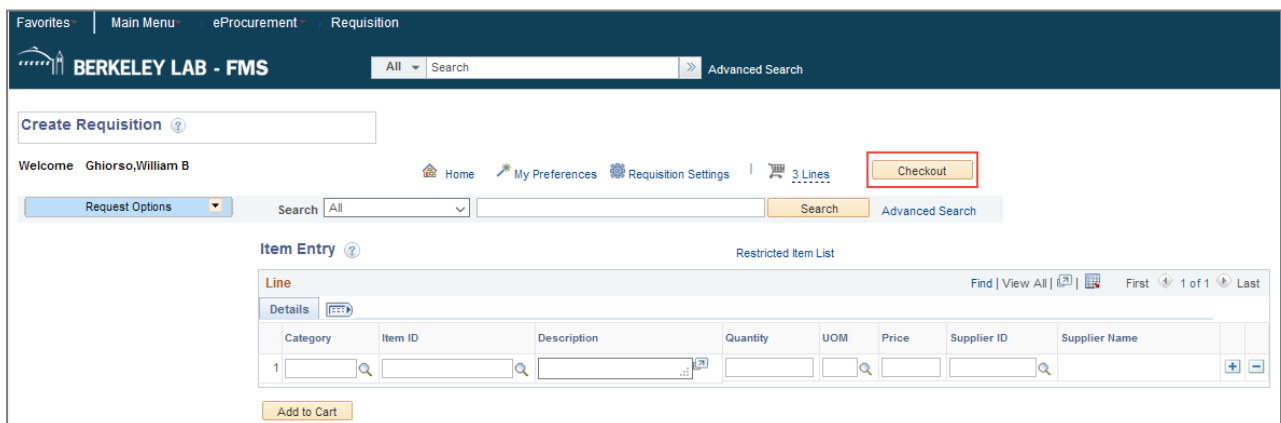 Favorites Main Menu eProcurement Requisition
BERKELEY LAB - FMS All Search Advanced Search
Create Requisition
Welcome Ghiorso,William B Home My Preferences Requisition Settings 3 Lines Checkout
Request Options Search All Search Advanced Search
Item Entry Restricted Item List
Line Find | View All | | First 1 of 1 Last
Details
Category Item ID Description Quantity UOM Price Supplier ID Supplier Name
1
Add to Cart